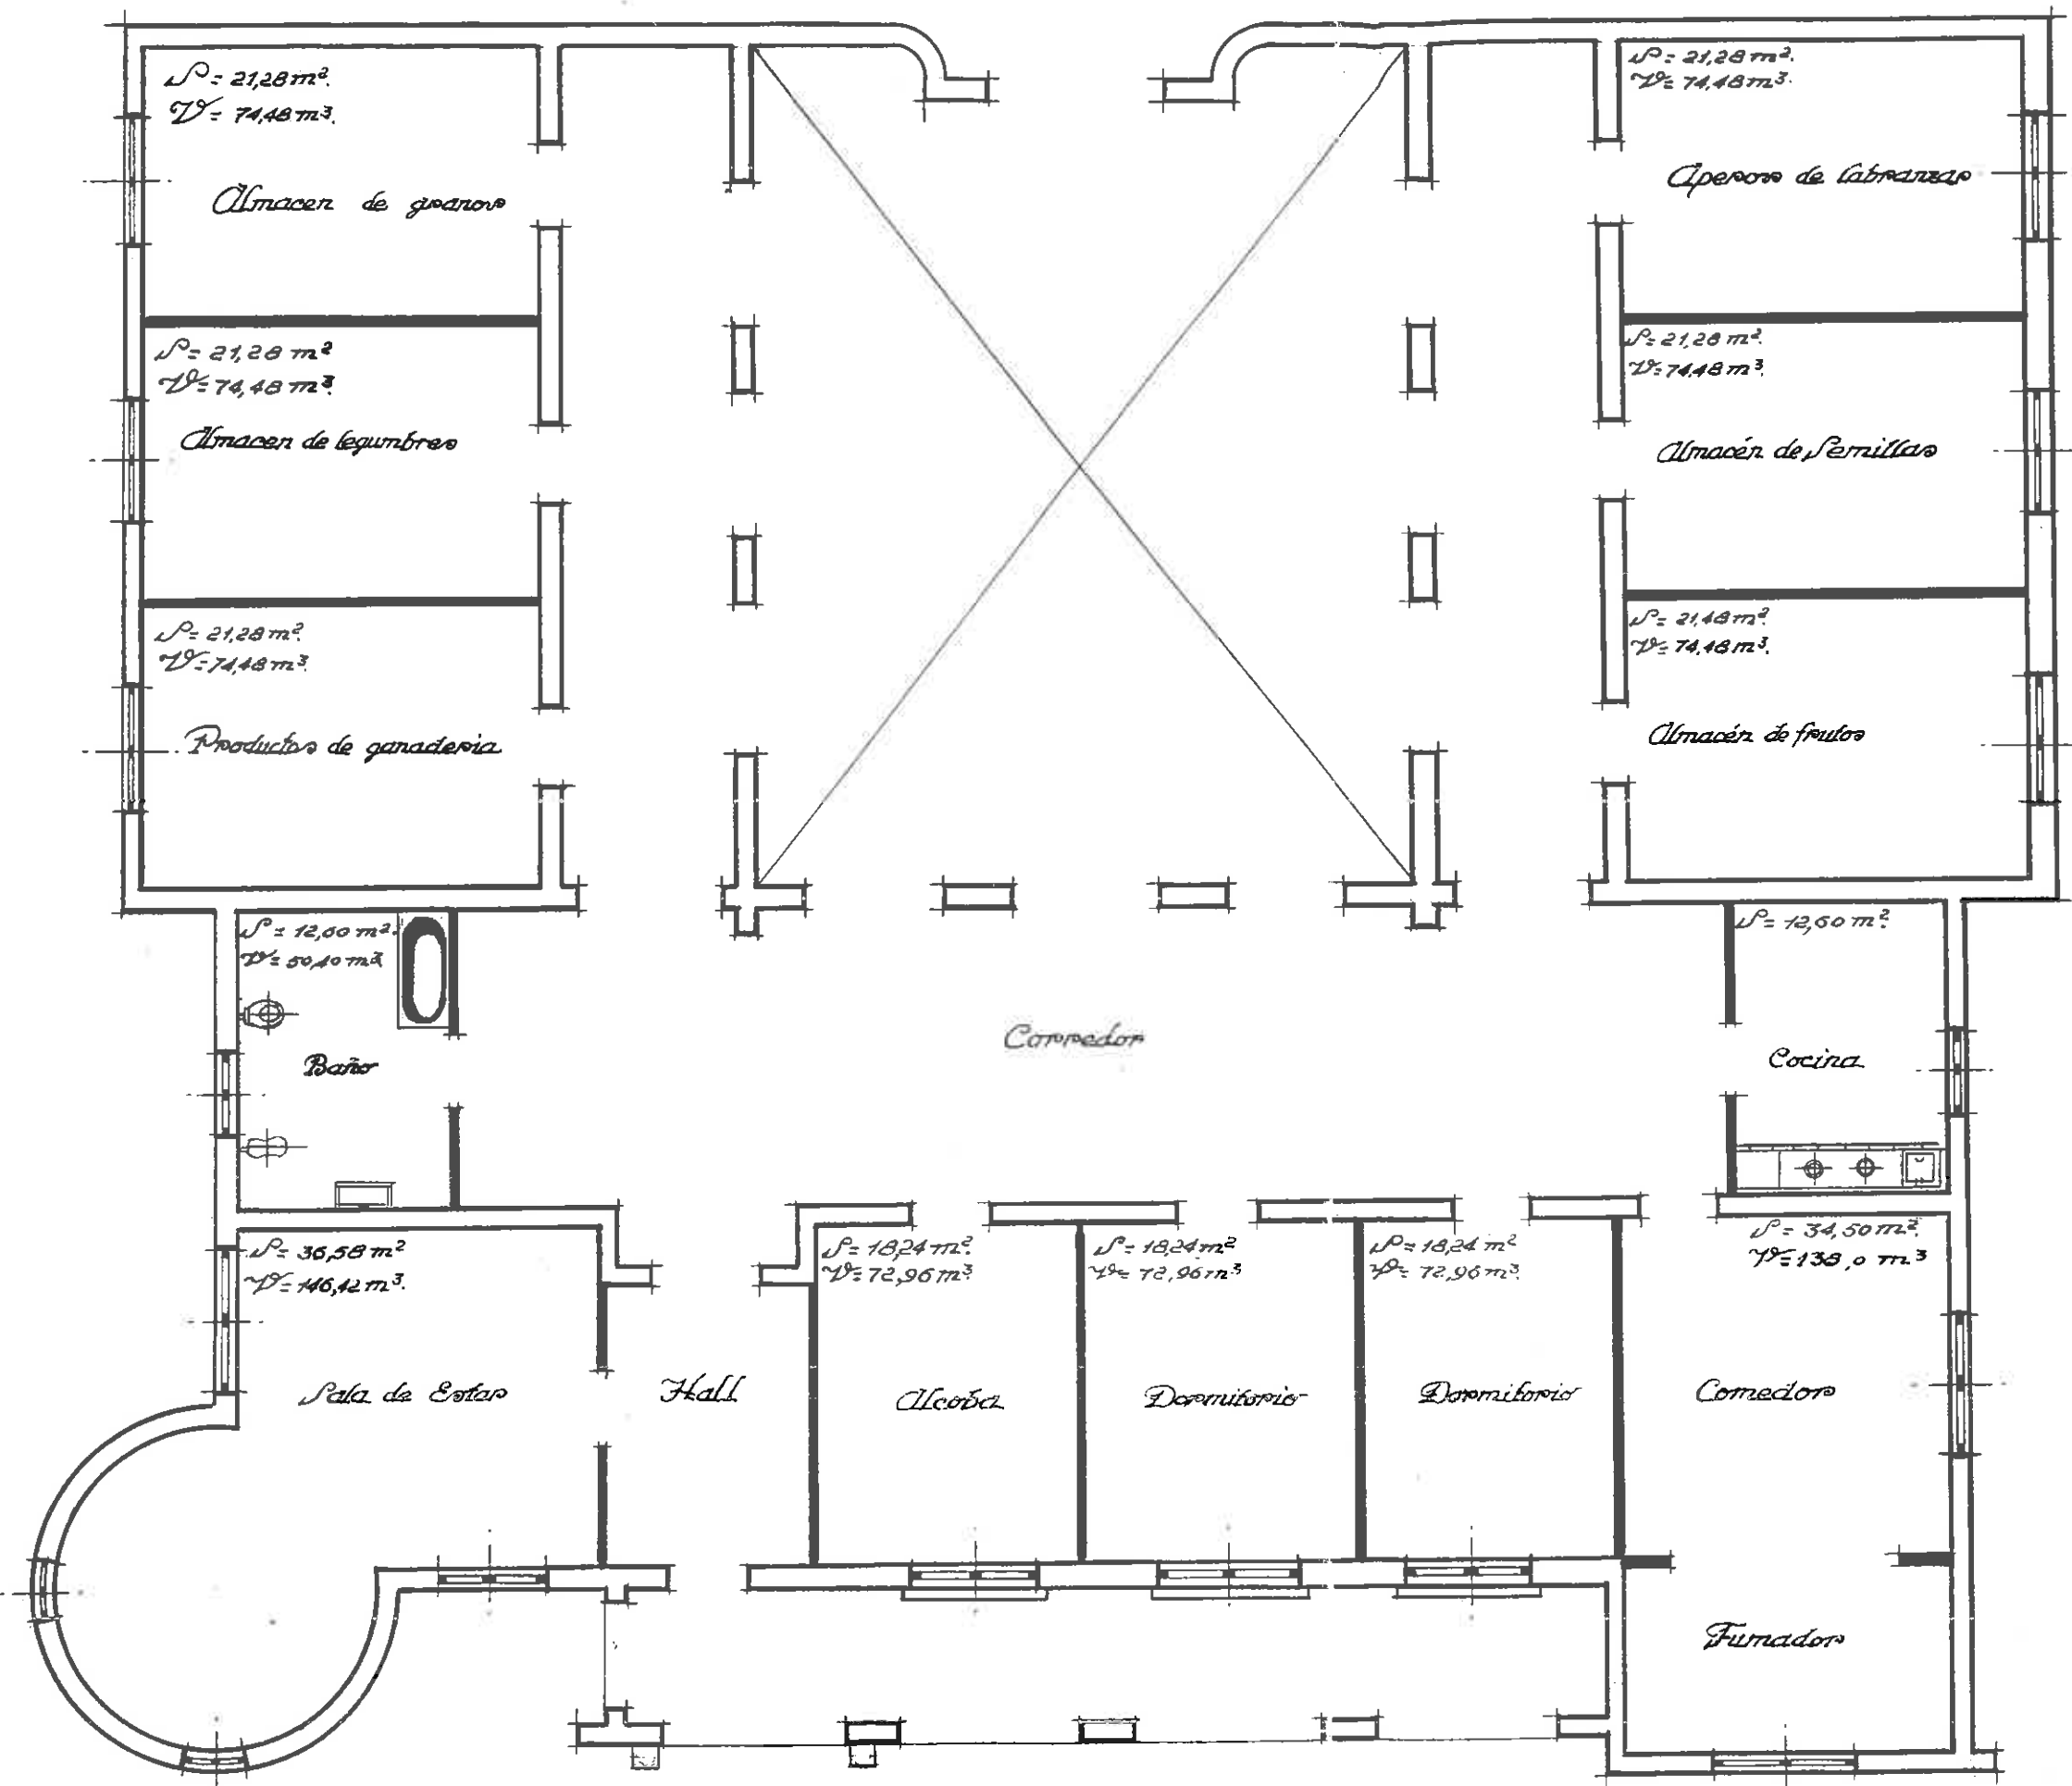 S= 21,28 m².
V= 74,48 m³.
Almacen de granos
S= 21,28 m²
V= 74,48 m³.
Almacen de legumbres
S= 21,28 m².
V= 74,48 m³.
Productos de ganaderia
S= 21,28 m².
V= 74,48 m³.
Aperos de labranzas
S= 21,28 m².
V= 74,48 m³.
Almacén de Semillas
S= 21,48 m².
V= 74,48 m³.
Almacén de frutos
S= 12,60 m².
V= 50,40 m³
Baño
Corredor
S= 12,60 m².
Cocina
S= 36,58 m²
V= 146,42 m³.
Sala de Estar
Hall
S= 18,24 m².
V= 72,96 m³
Alcoba
S= 18,24 m²
V= 72,96 m³
Dormitorio
S= 18,24 m²
V= 72,96 m³.
Dormitorio
S= 34,50 m².
V= 138,0 m³
Comedor
Fumador